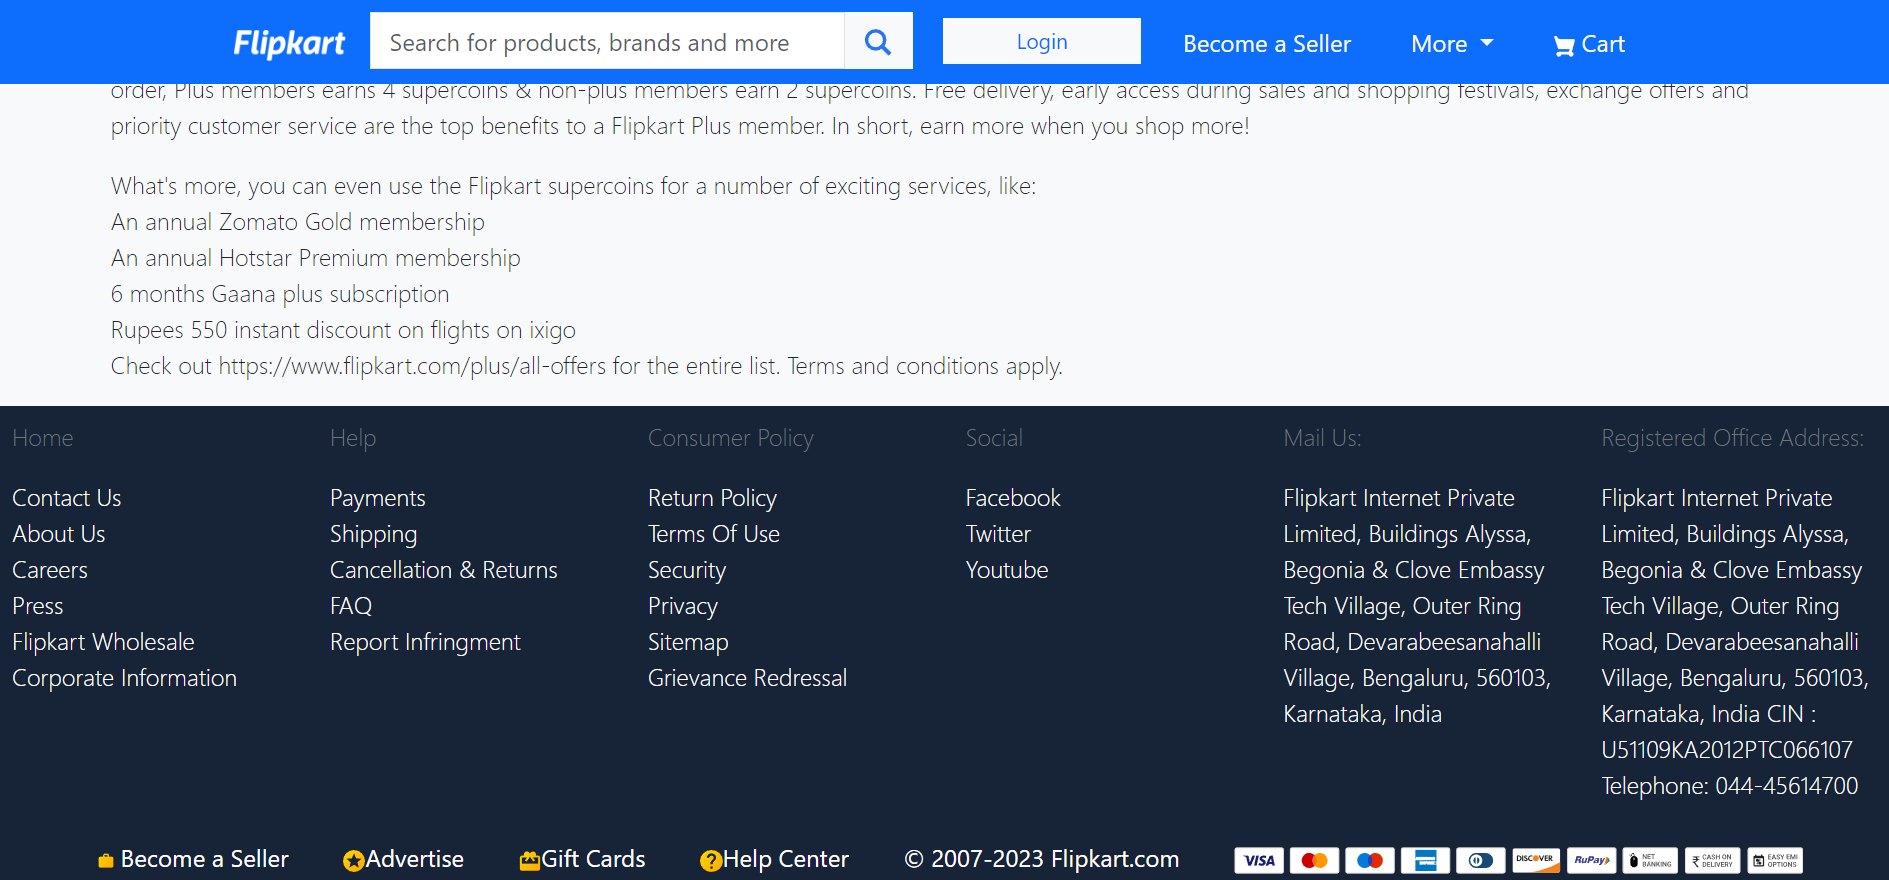 Flipkart
Search for products, brands and more
Login
Become a Seller
More
Cart
order, Plus members earns 4 supercoins & non-plus members earn 2 supercoins. Free delivery, early access during sales and shopping festivals, exchange offers and
priority customer service are the top benefits to a Flipkart Plus member. In short, earn more when you shop more!
What's more, you can even use the Flipkart supercoins for a number of exciting services, like:
An annual Zomato Gold membership
An annual Hotstar Premium membership
6 months Gaana plus subscription
Rupees 550 instant discount on flights on ixigo
Check out https://www.flipkart.com/plus/all-offers for the entire list. Terms and conditions apply.
Home
Contact Us
About Us
Careers
Press
Flipkart Wholesale
Corporate Information
Help
Payments
Shipping
Cancellation & Returns
FAQ
Report Infringment
Consumer Policy
Return Policy
Terms Of Use
Security
Privacy
Sitemap
Grievance Redressal
Social
Facebook
Twitter
Youtube
Mail Us:
Flipkart Internet Private
Limited, Buildings Alyssa,
Begonia & Clove Embassy
Tech Village, Outer Ring
Road, Devarabeesanahalli
Village, Bengaluru, 560103,
Karnataka, India
Registered Office Address:
Flipkart Internet Private
Limited, Buildings Alyssa,
Begonia & Clove Embassy
Tech Village, Outer Ring
Road, Devarabeesanahalli
Village, Bengaluru, 560103,
Karnataka, India CIN :
U51109KA2012PTC066107
Telephone: 044-45614700
Become a Seller
Advertise
Gift Cards
Help Center
© 2007-2023 Flipkart.com
VISA
DISCOVER
RuPay
NET
BANKING
CASH ON
DELIVERY
EASY EMI
OPTIONS